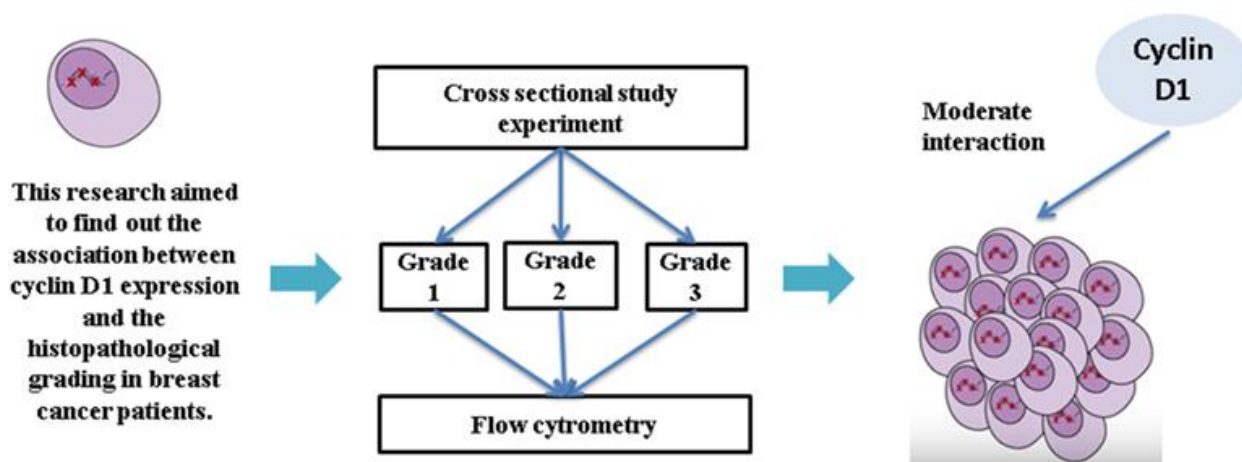 This research aimed
to find out the
association between
cyclin D1 expression
and the
histopathological
grading in breast
cancer patients.
Cross sectional study
experiment
Grade
1
Grade
2
Grade
3
Flow cytrometry
Moderate
interaction
Cyclin
D1